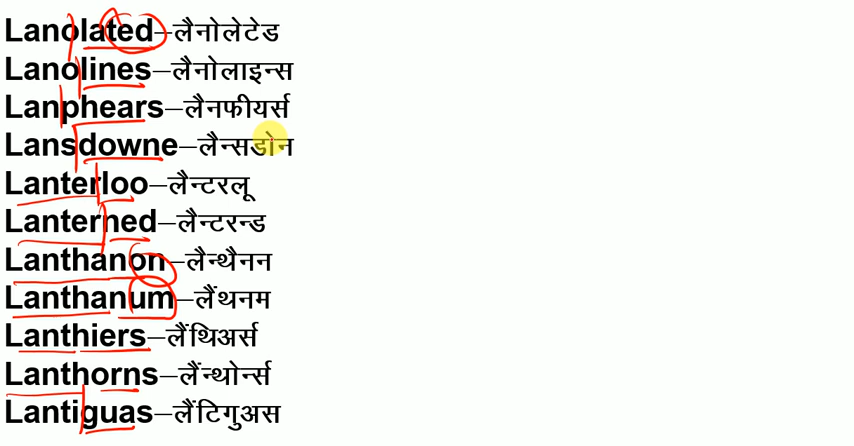 Lanolated–लैनोलेटेड
Lanolines–लैनोलाइन्स
Lanphears–लैनफीयर्स
Lansdowne–लैन्सडोन
Lanterloo–लैन्टरलू
Lanterned–लैन्टरन्ड
Lanthanon–लैन्थैनन
Lanthanum–लैंथनम
Lanthiers–लैंथिअर्स
Lanthorns–लैंन्थोर्न्स
Lantiguas–लैंटिगुअस